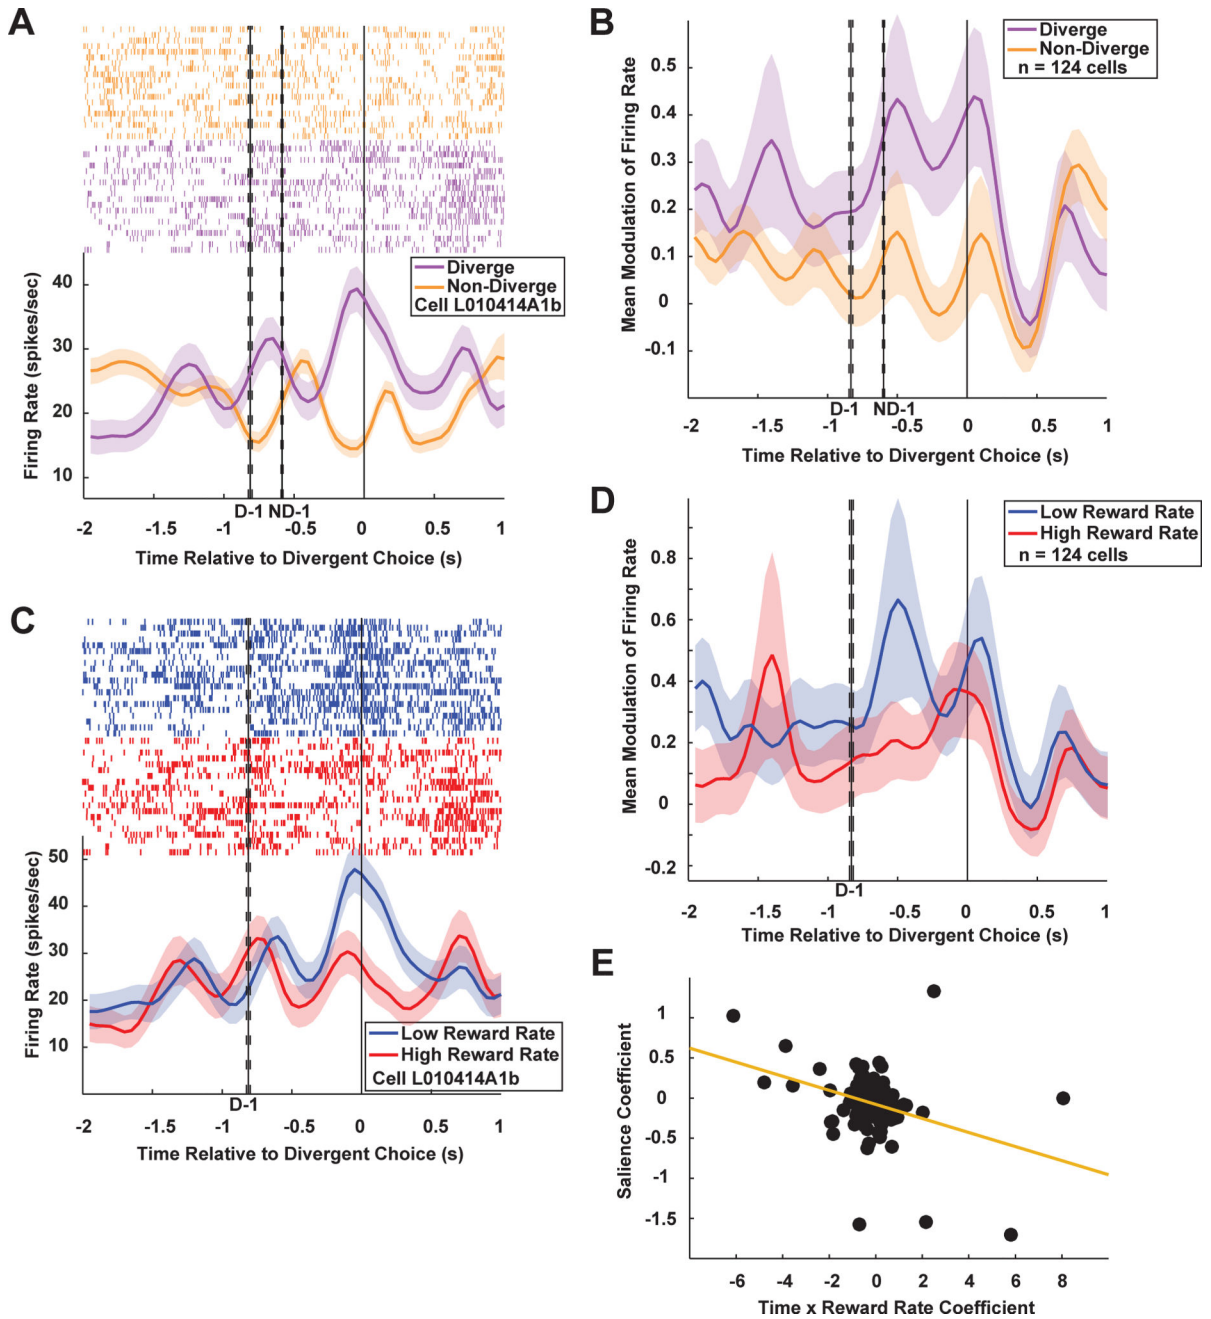 A
Diverge
Non-Diverge
Cell L010414A1b
Firing Rate (spikes/sec)
40
30
20
10
D-1 ND-1
-2 -1.5 -1 -0.5 0 0.5 1
Time Relative to Divergent Choice (s)
B
Diverge
Non-Diverge
n = 124 cells
Mean Modulation of Firing Rate
0.5
0.4
0.3
0.2
0.1
0
-0.1
D-1 ND-1
-2 -1.5 -1 -0.5 0 0.5 1
Time Relative to Divergent Choice (s)
C
Firing Rate (spikes/sec)
50
40
30
20
10
Low Reward Rate
High Reward Rate
Cell L010414A1b
D-1
-2 -1.5 -1 -0.5 0 0.5 1
Time Relative to Divergent Choice (s)
D
Low Reward Rate
High Reward Rate
n = 124 cells
Mean Modulation of Firing Rate
0.8
0.6
0.4
0.2
0
-0.2
D-1
-2 -1.5 -1 -0.5 0 0.5 1
Time Relative to Divergent Choice (s)
E
Salience Coefficient
1
0.5
0
-0.5
-1
-1.5
-6 -4 -2 0 2 4 6 8
Time x Reward Rate Coefficient